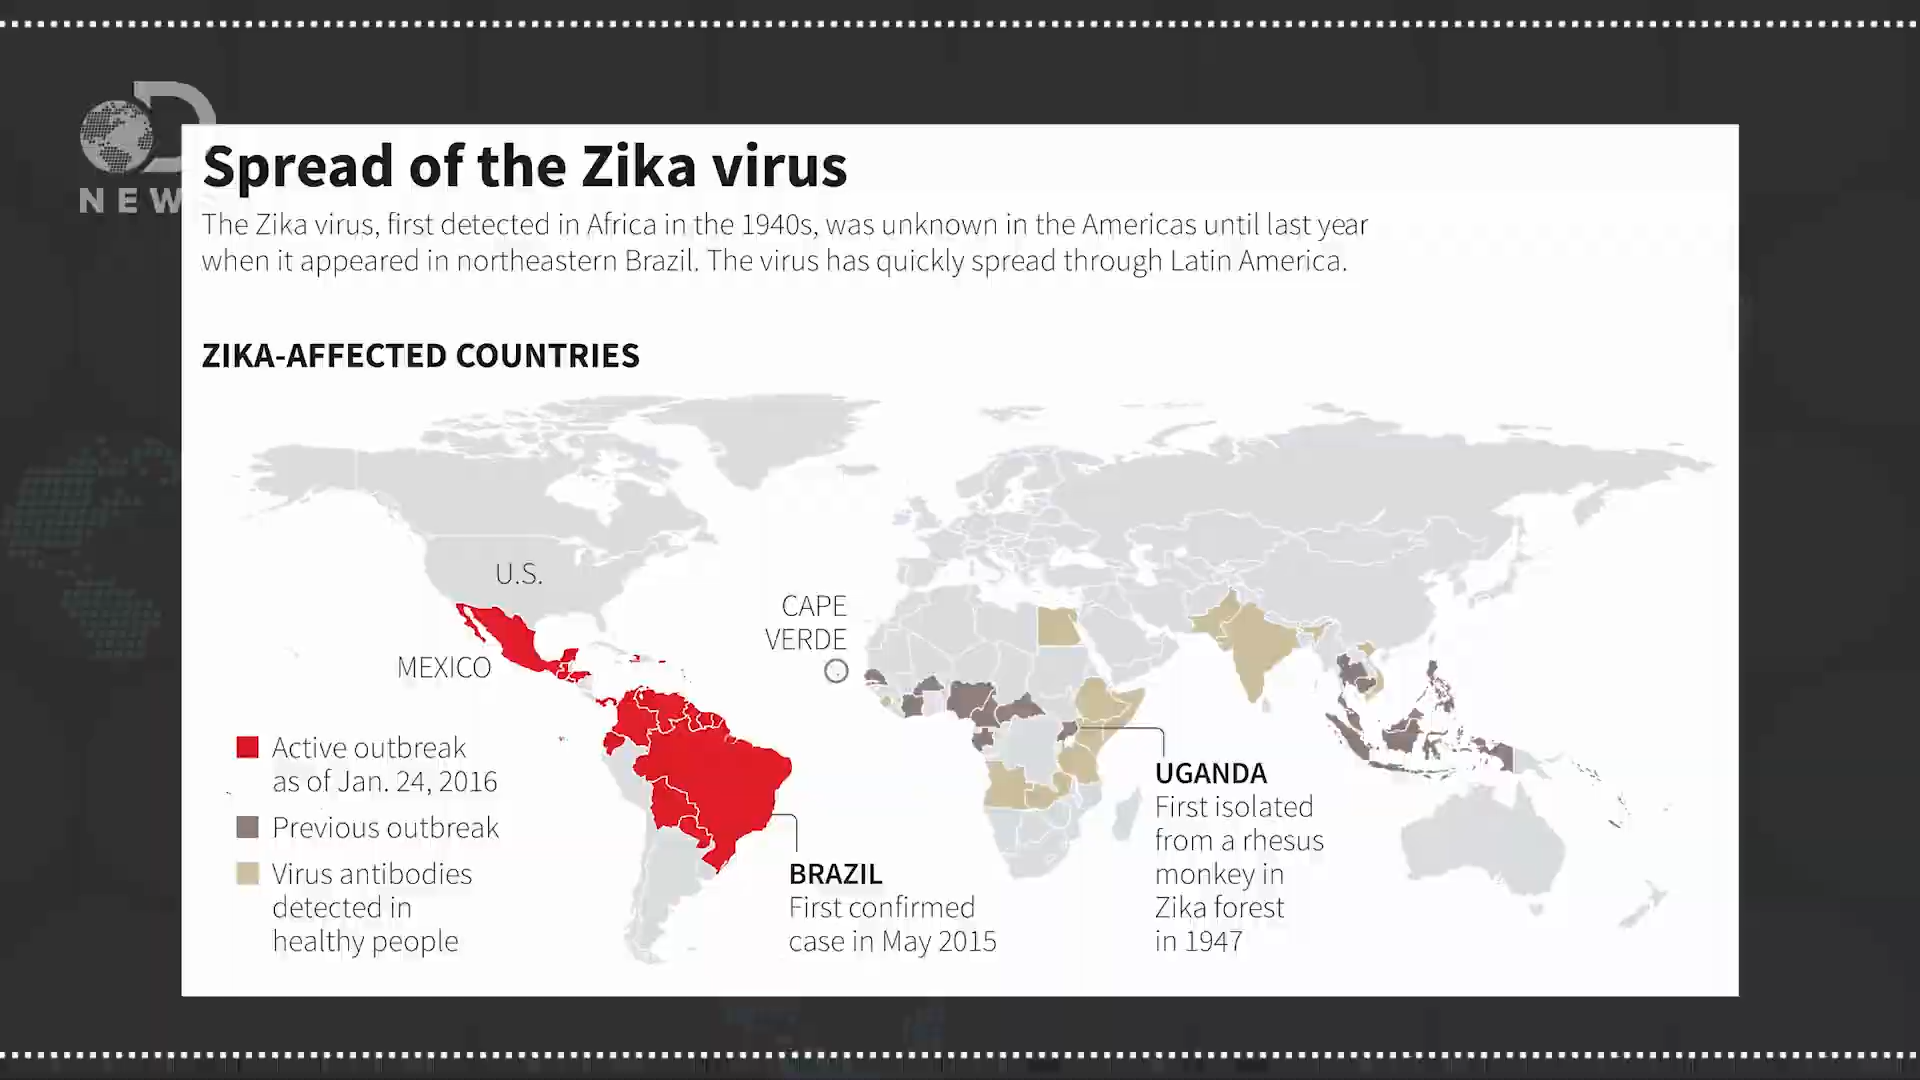 NEW
Spread of the Zika virus
The Zika virus, first detected in Africa in the 1940s, was unknown in the Americas until last year
when it appeared in northeastern Brazil. The virus has quickly spread through Latin America.
ZIKA-AFFECTED COUNTRIES
U.S.
MEXICO
CAPE
VERDE
Active outbreak
as of Jan. 24, 2016
Previous outbreak
Virus antibodies
detected in
healthy people
BRAZIL
First confirmed
case in May 2015
UGANDA
First isolated
from a rhesus
monkey in
Zika forest
in 1947